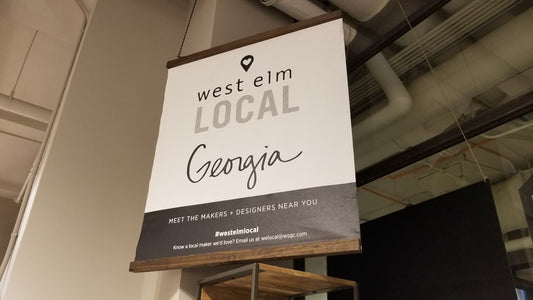 west elm
LOCAL
Georgia
MEET THE MAKERS + DESIGNERS NEAR YOU
#westelmlocal
Know a local maker we'd love? Email us at welocal@wsgc.com